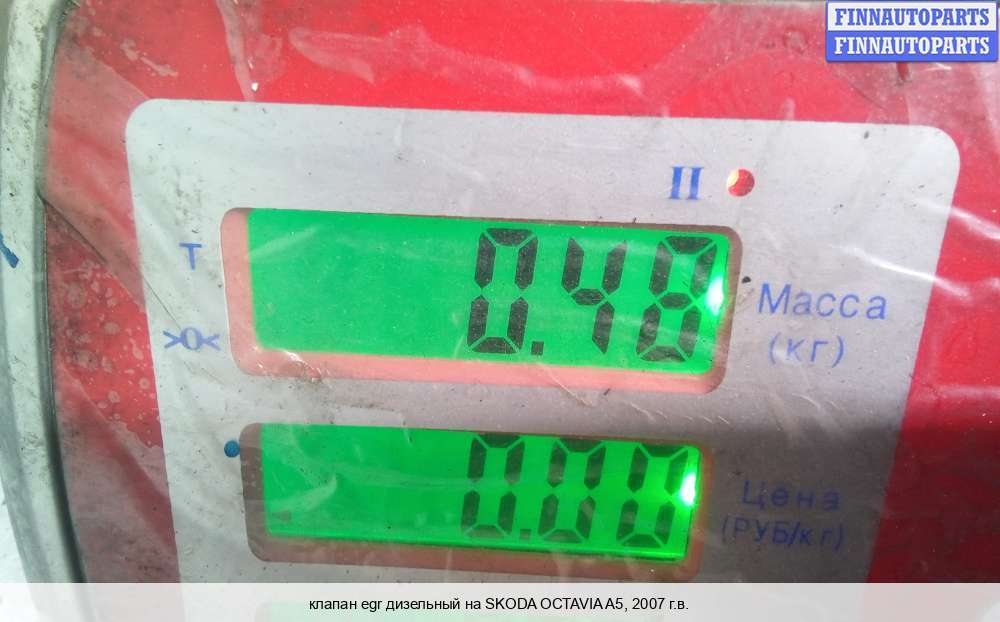 FINNAUTOPARTS
FINNAUTOPARTS
II
T
0.48
Масса
(кг)
>0<
0.00
Цена
(РУБ/кг)
клапан egr дизельный на SKODA OCTAVIA A5, 2007 г.в.